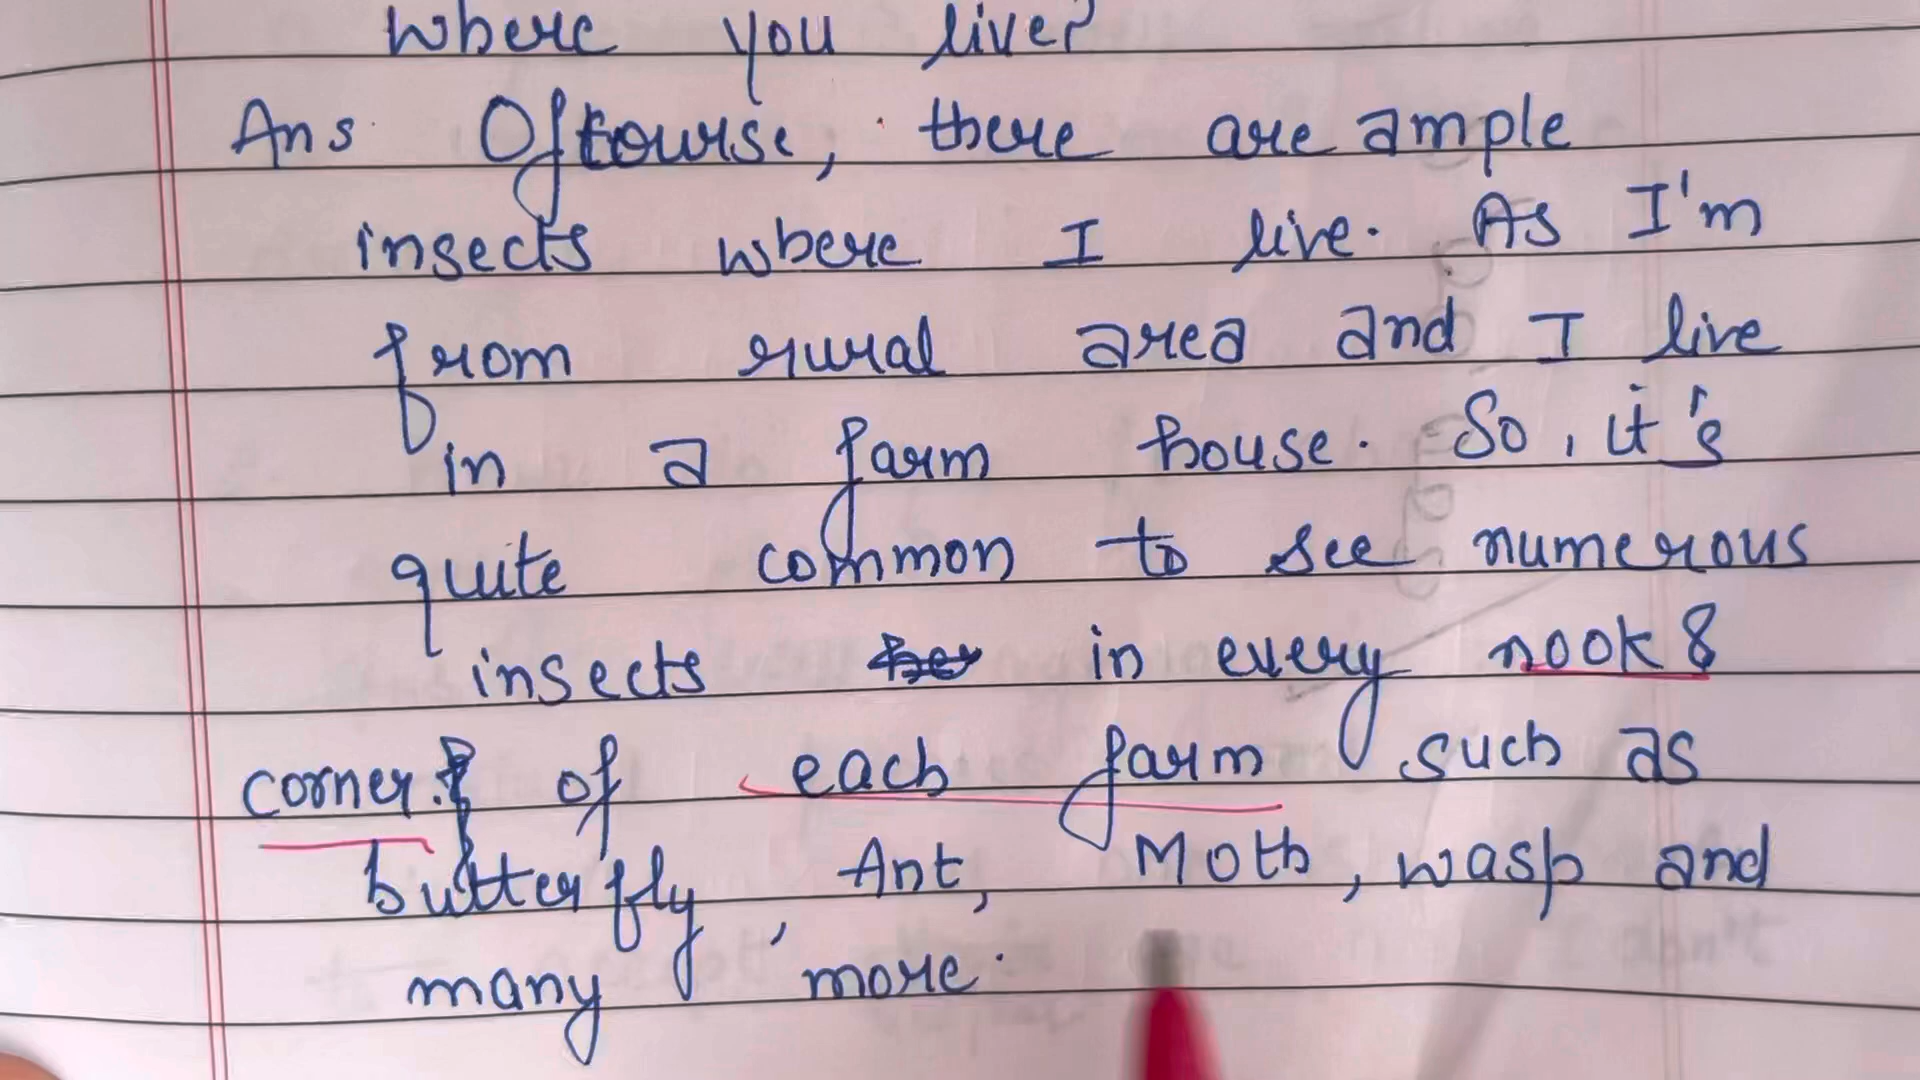 where you live?
Ans Ofcourse, there are ample
insects where I live. As I'm
from rural area and I live
in a farm house. So, it's
quite common to see numerous
insects in every nook &
corner of each farm such as
butterfly, Ant, Moth, wasp and
many more.